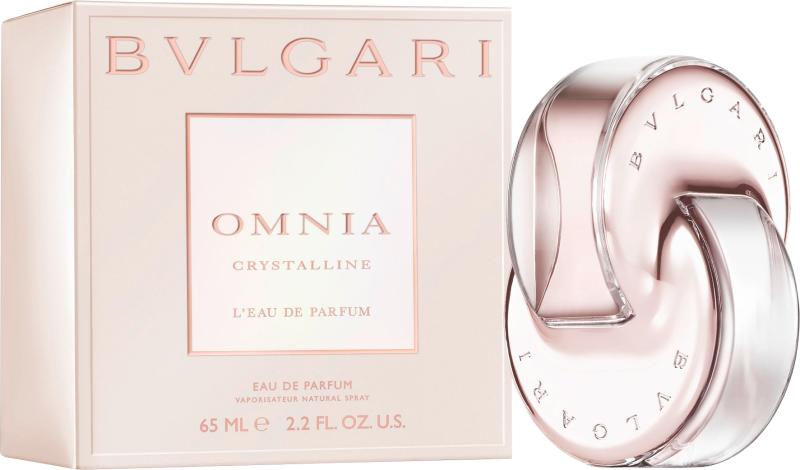 BVLGARI
OMNIA
CRYSTALLINE
L'EAU DE PARFUM
EAU DE PARFUM
VAPORISATEUR NATURAL SPRAY
65 ML ℮ 2.2 FL. OZ. U.S.
BVLGARI
BVLGARI